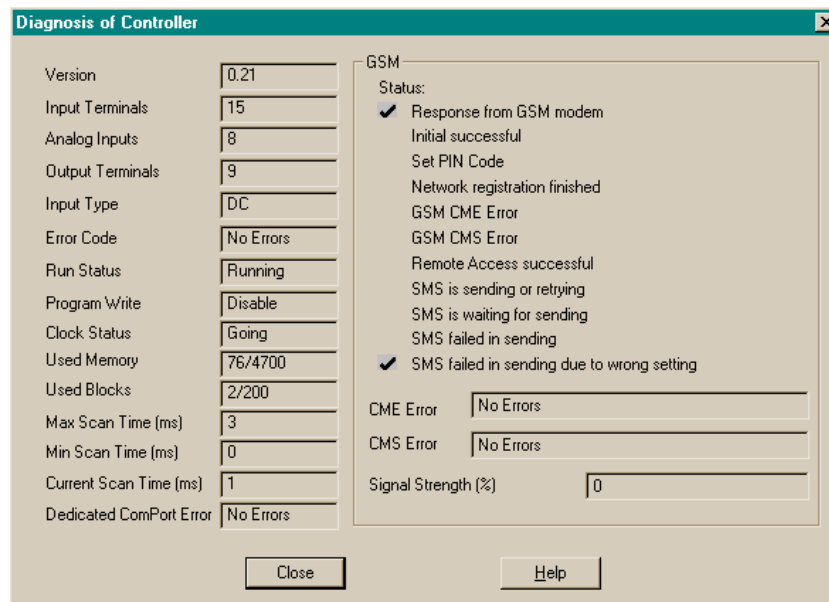 Diagnosis of Controller
Version 0.21
Input Terminals 15
Analog Inputs 8
Output Terminals 9
Input Type DC
Error Code No Errors
Run Status Running
Program Write Disable
Clock Status Going
Used Memory 76/4700
Used Blocks 2/200
Max Scan Time (ms) 3
Min Scan Time (ms) 0
Current Scan Time (ms) 1
Dedicated ComPort Error No Errors
GSM
Status:
Response from GSM modem
Initial successful
Set PIN Code
Network registration finished
GSM CME Error
GSM CMS Error
Remote Access successful
SMS is sending or retrying
SMS is waiting for sending
SMS failed in sending
SMS failed in sending due to wrong setting
CME Error No Errors
CMS Error No Errors
Signal Strength (%) 0
Close Help